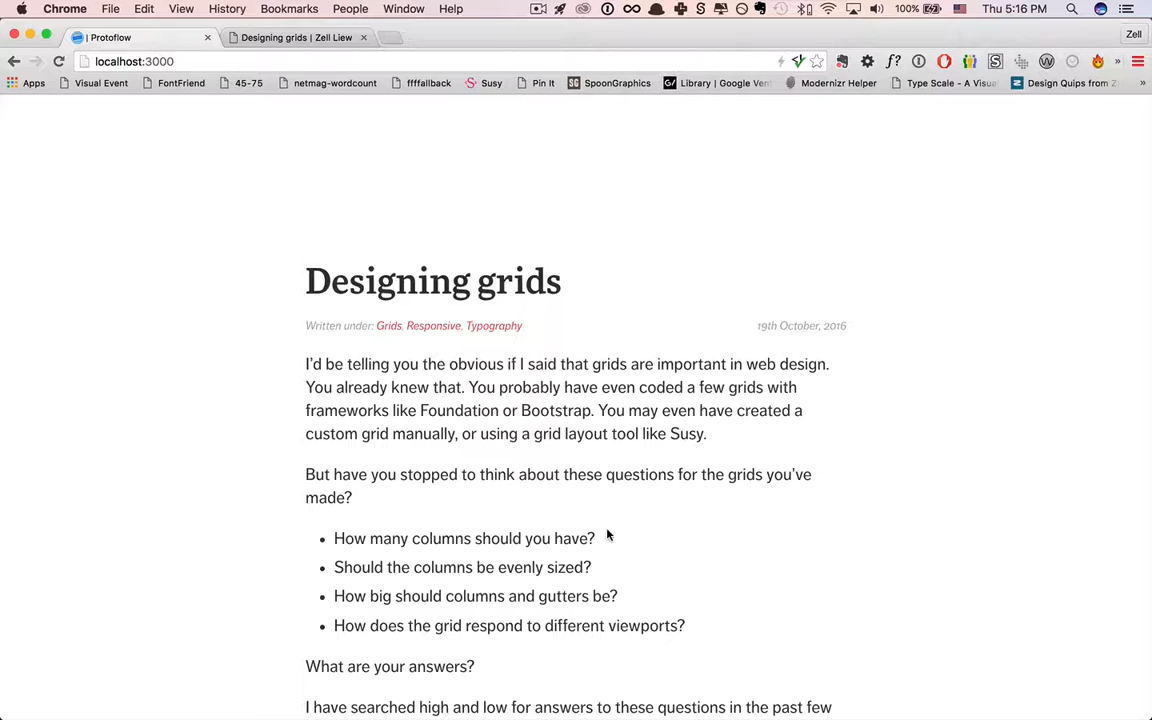 Chrome File Edit View History Bookmarks People Window Help 100% Thu 5:16 PM
| Protoflow Designing grids | Zell Liew Zell
localhost:3000
Apps Visual Event FontFriend 45-75 netmag-wordcount ffffallback Susy Pin It SpoonGraphics Library | Google Ven Modernizr Helper Type Scale - A Visua Design Quips from Z
Designing grids
Written under: Grids, Responsive, Typography 19th October, 2016
I’d be telling you the obvious if I said that grids are important in web design.
You already knew that. You probably have even coded a few grids with
frameworks like Foundation or Bootstrap. You may even have created a
custom grid manually, or using a grid layout tool like Susy.
But have you stopped to think about these questions for the grids you’ve
made?
• How many columns should you have?
• Should the columns be evenly sized?
• How big should columns and gutters be?
• How does the grid respond to different viewports?
What are your answers?
I have searched high and low for answers to these questions in the past few